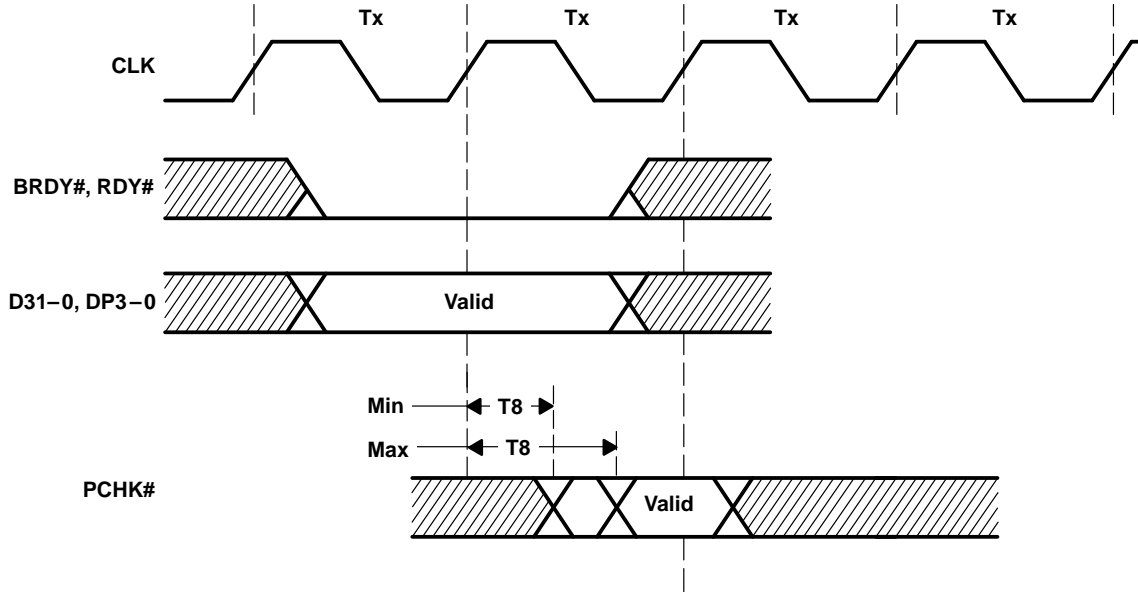 Tx Tx Tx Tx
CLK
BRDY#, RDY#
D31–0, DP3–0 Valid
Min T8
Max T8
PCHK# Valid